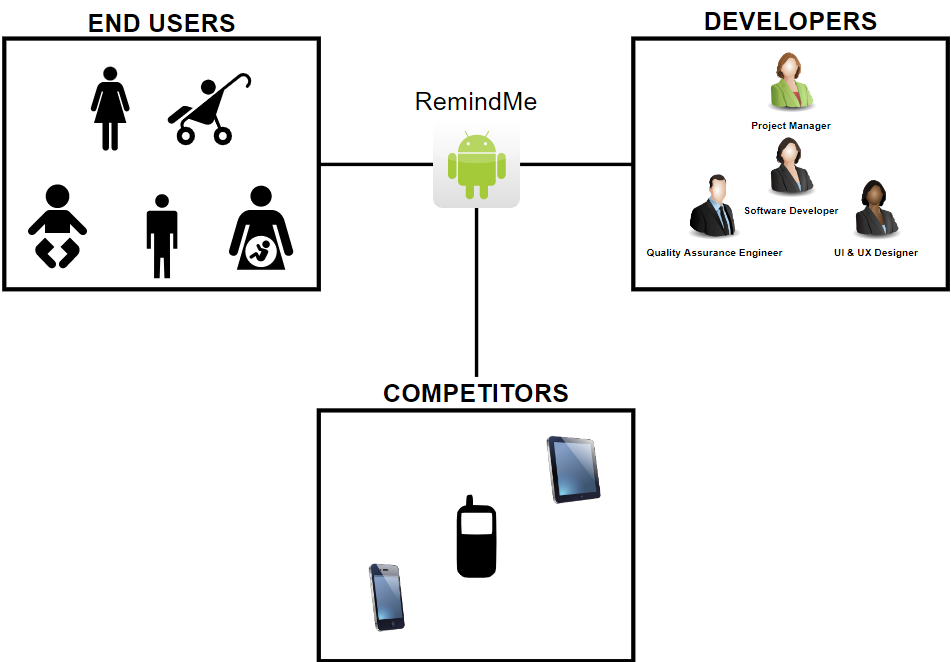 END USERS
DEVELOPERS
RemindMe
Project Manager
Software Developer
Quality Assurance Engineer
UI & UX Designer
COMPETITORS